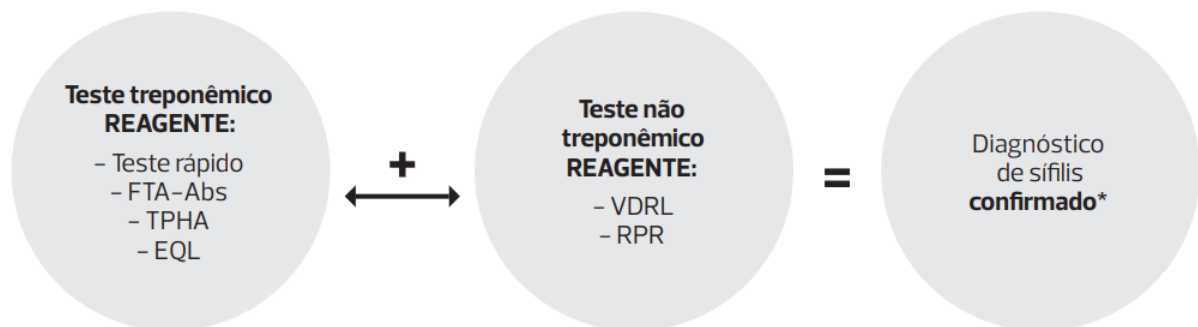 Teste treponêmico
REAGENTE:
– Teste rápido
– FTA-Abs
– TPHA
– EQL
+
Teste não
treponêmico
REAGENTE:
– VDRL
– RPR
=
Diagnóstico
de sífilis
confirmado*